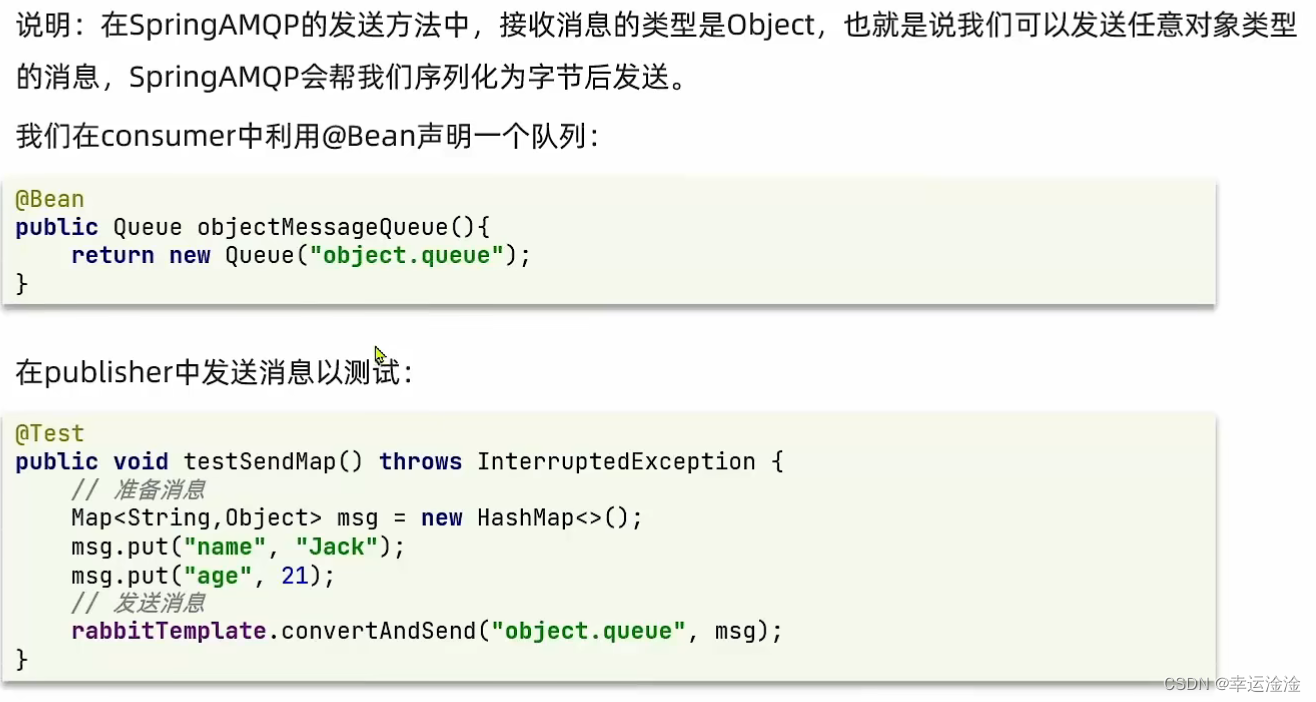 说明：在SpringAMQP的发送方法中，接收消息的类型是Object，也就是说我们可以发送任意对象类型
的消息，SpringAMQP会帮我们序列化为字节后发送。
我们在consumer中利用@Bean声明一个队列：
@Bean
public Queue objectMessageQueue(){
    return new Queue("object.queue");
}
在publisher中发送消息以测试：
@Test
public void testSendMap() throws InterruptedException {
    // 准备消息
    Map<String,Object> msg = new HashMap<>();
    msg.put("name", "Jack");
    msg.put("age", 21);
    // 发送消息
    rabbitTemplate.convertAndSend("object.queue", msg);
}
CSDN @幸运淦淦